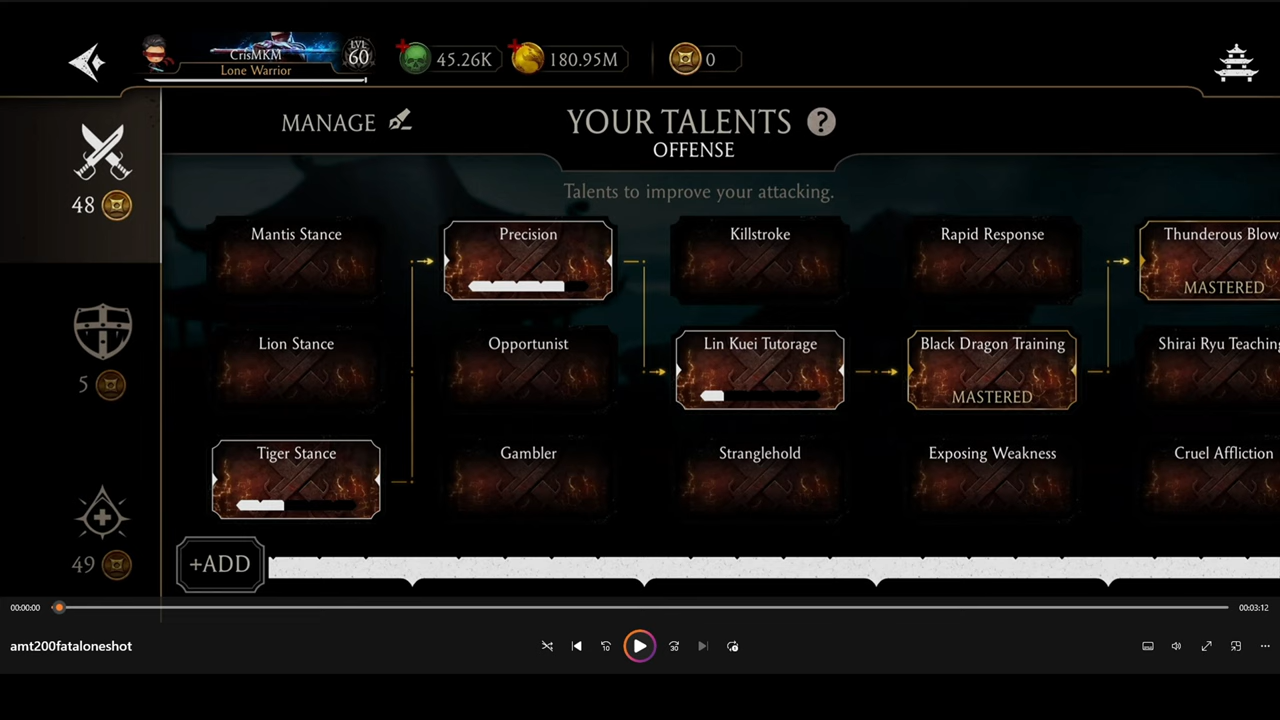 CrisMKM
Lone Warrior
LVL
60
45.26K
180.95M
0
MANAGE
YOUR TALENTS ?
OFFENSE
Talents to improve your attacking.
48
5
49
Mantis Stance
Precision
Killstroke
Rapid Response
Thunderous Blow
MASTERED
Lion Stance
Opportunist
Lin Kuei Tutorage
Black Dragon Training
MASTERED
Shirai Ryu Teaching
Tiger Stance
Gambler
Stranglehold
Exposing Weakness
Cruel Affliction
+ADD
00:00:00
00:03:12
amt200fataloneshot
10
30